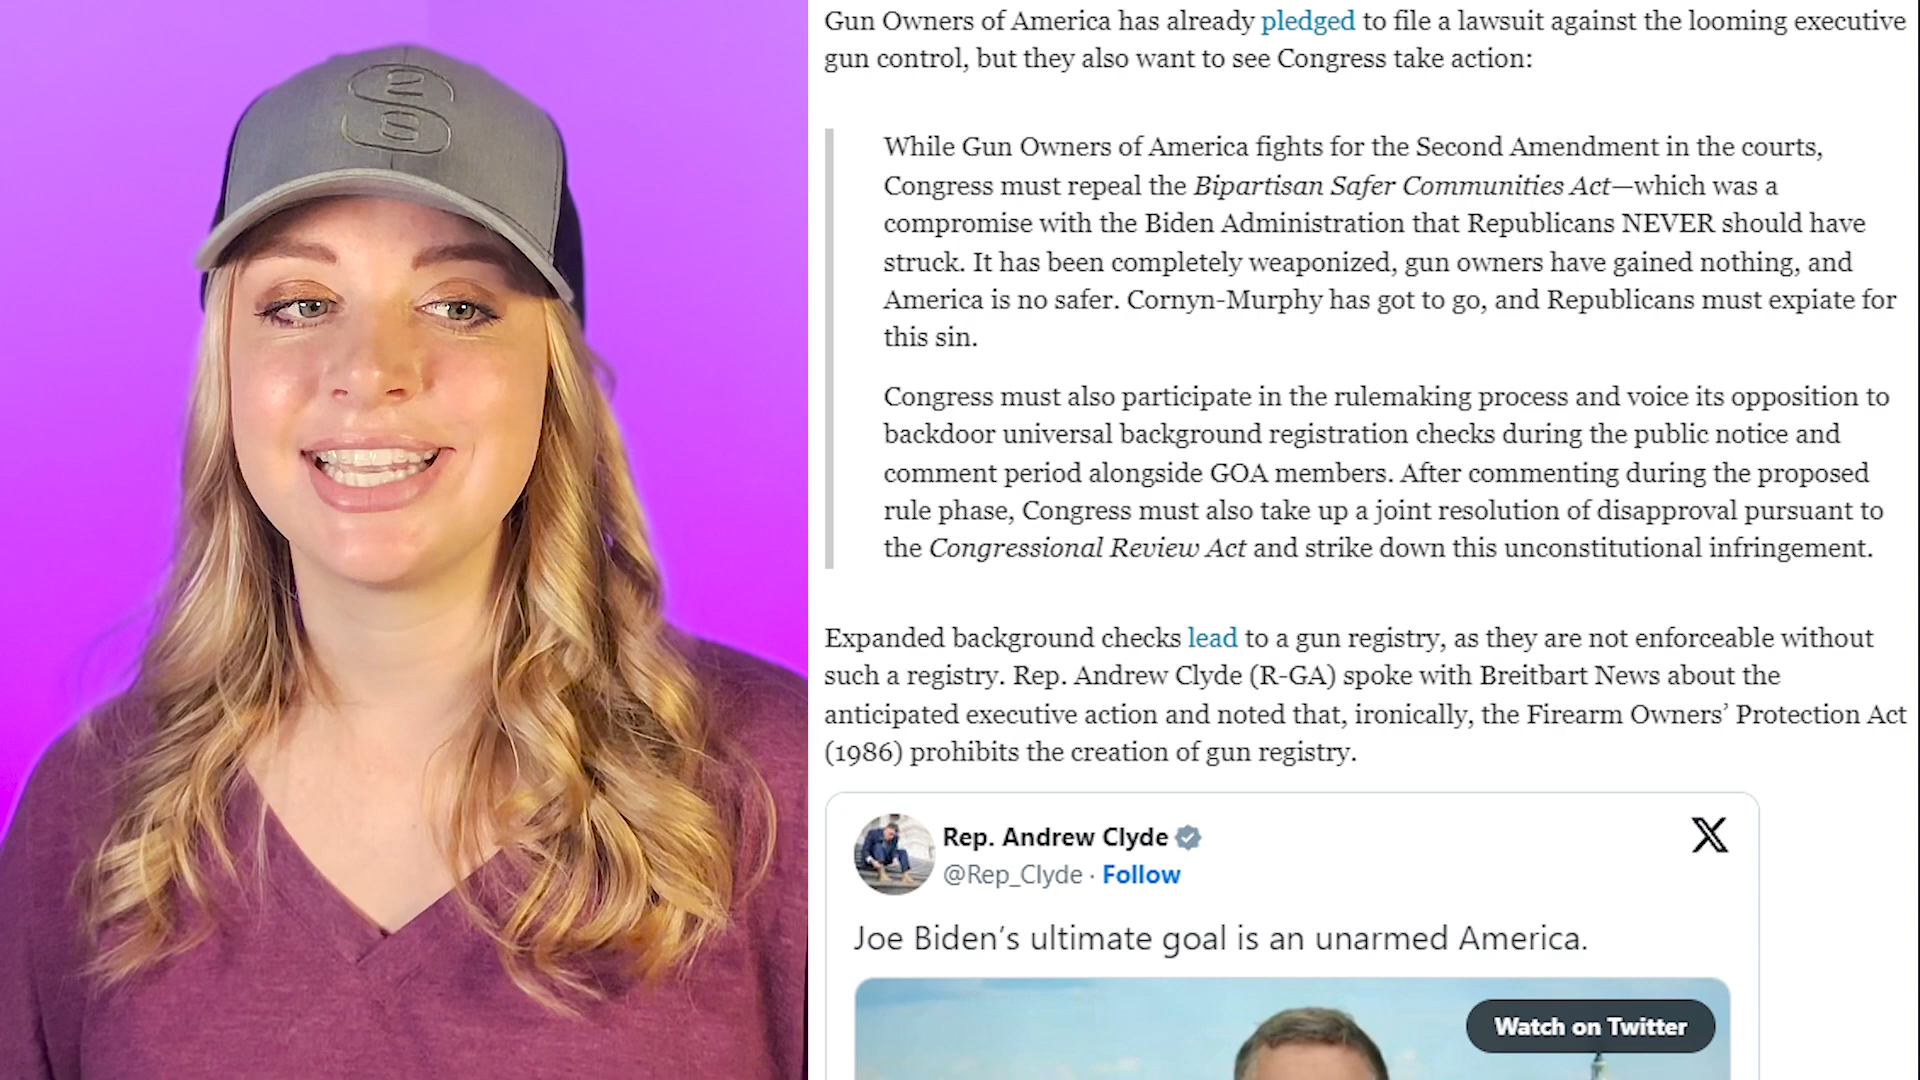 Gun Owners of America has already pledged to file a lawsuit against the looming executive
gun control, but they also want to see Congress take action:
While Gun Owners of America fights for the Second Amendment in the courts,
Congress must repeal the Bipartisan Safer Communities Act—which was a
compromise with the Biden Administration that Republicans NEVER should have
struck. It has been completely weaponized, gun owners have gained nothing, and
America is no safer. Cornyn-Murphy has got to go, and Republicans must expiate for
this sin.
Congress must also participate in the rulemaking process and voice its opposition to
backdoor universal background registration checks during the public notice and
comment period alongside GOA members. After commenting during the proposed
rule phase, Congress must also take up a joint resolution of disapproval pursuant to
the Congressional Review Act and strike down this unconstitutional infringement.
Expanded background checks lead to a gun registry, as they are not enforceable without
such a registry. Rep. Andrew Clyde (R-GA) spoke with Breitbart News about the
anticipated executive action and noted that, ironically, the Firearm Owners’ Protection Act
(1986) prohibits the creation of gun registry.
Rep. Andrew Clyde
@Rep_Clyde · Follow
Joe Biden’s ultimate goal is an unarmed America.
Watch on Twitter